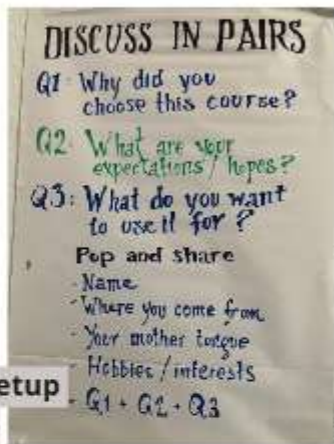 DISCUSS IN PAIRS
Q1: Why did you
choose this course?
Q2: What are your
expectations / hopes?
Q3: What do you want
to use it for?
Pop and share
- Name
- Where you come from
- Your mother tongue
- Hobbies / interests
- Q1 + Q2 + Q3
etup